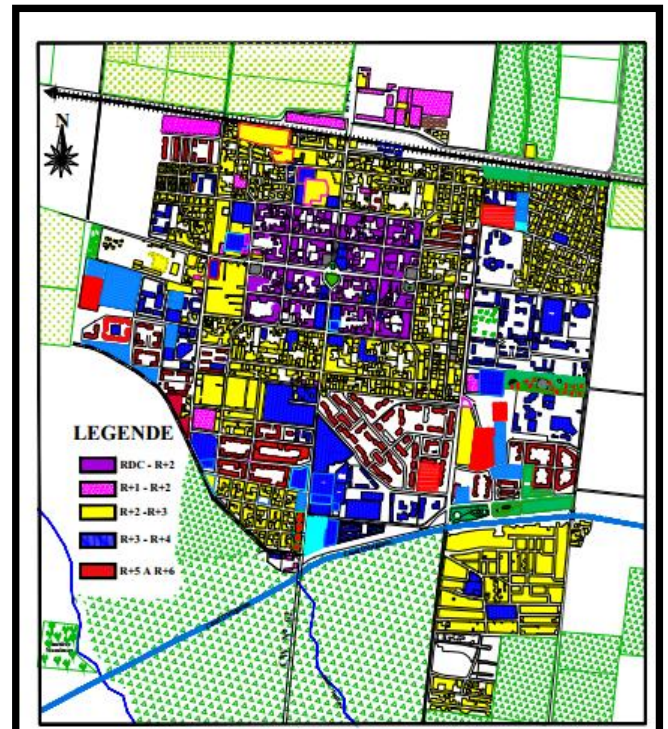 N
LEGENDE
RDC - R+2
R+1 - R+2
R+2 -R+3
R+3 - R+4
R+5 A R+6